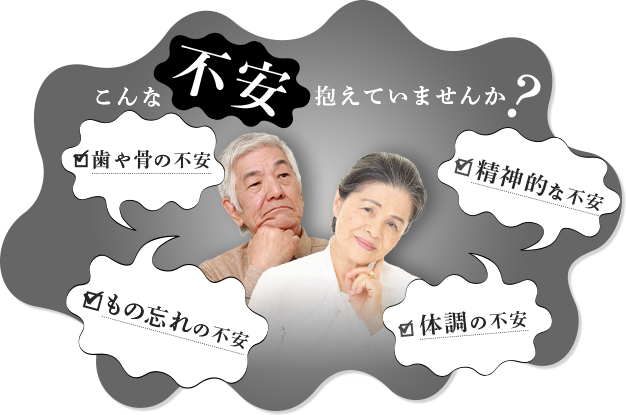 こんな不安抱えていませんか?
歯や骨の不安
精神的な不安
もの忘れの不安
体調の不安